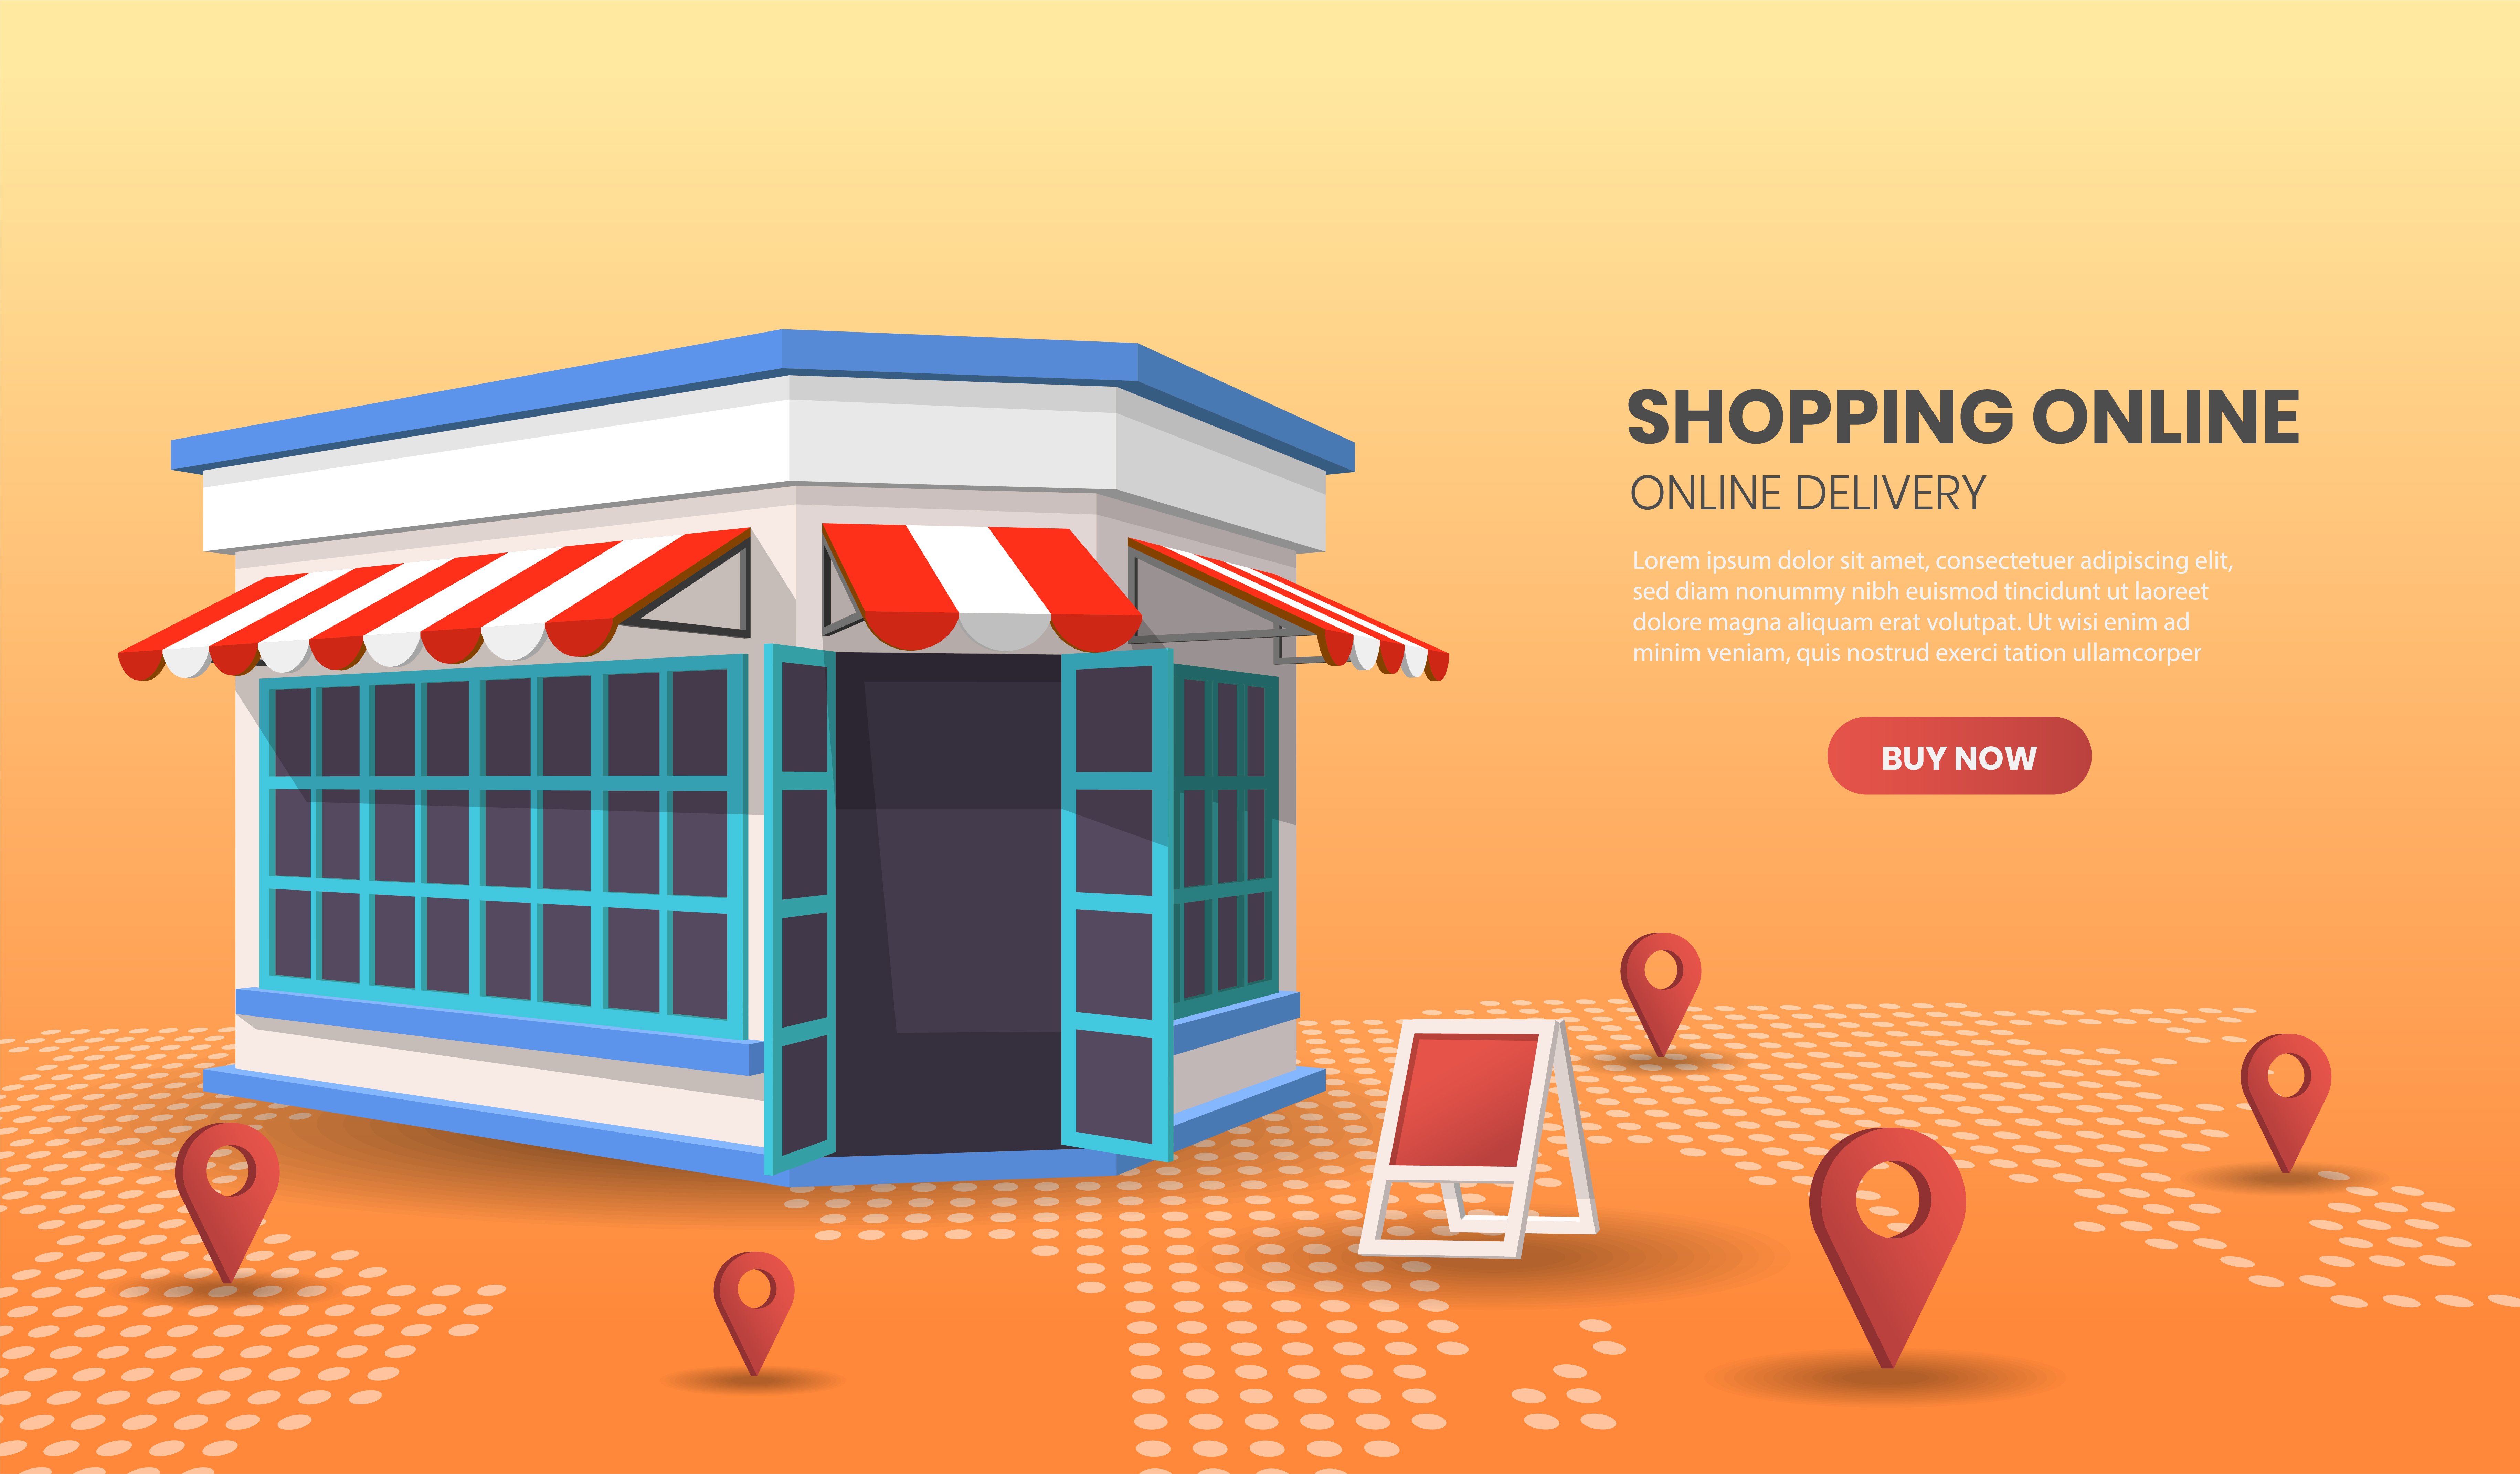 SHOPPING ONLINE
ONLINE DELIVERY
Lorem ipsum dolor sit amet, consectetuer adipiscing elit,
sed diam nonummy nibh euismod tincidunt ut laoreet
dolore magna aliquam erat volutpat. Ut wisi enim ad
minim veniam, quis nostrud exerci tation ullamcorper
BUY NOW